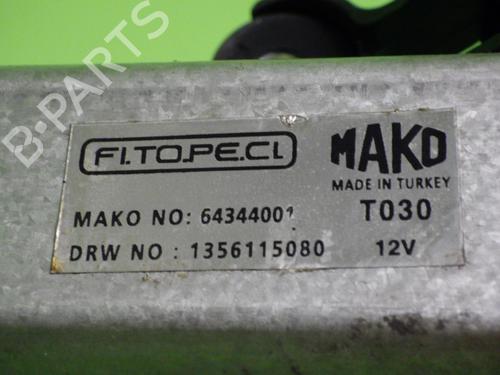 FI.TO.PE.CI.
MAKO
MADE IN TURKEY
MAKO NO: 64344001
T030
DRW NO : 1356115080
12V
B-PARTS